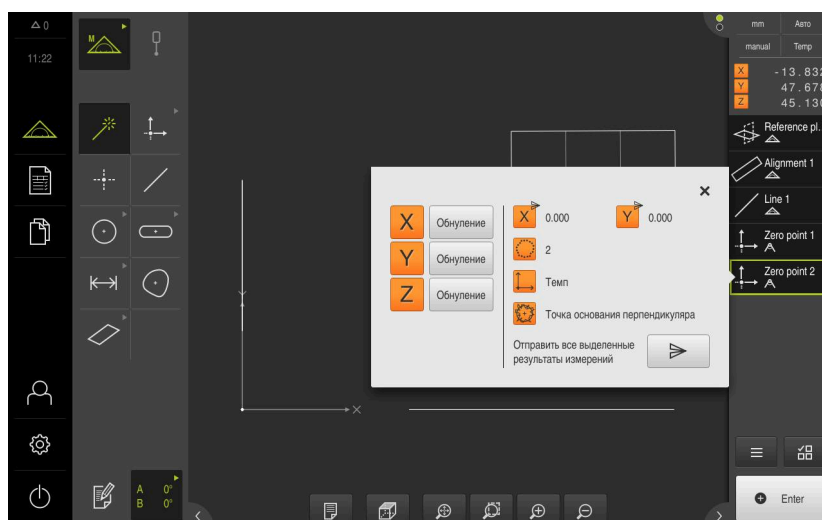 0
11:22
M
A 0°
B 0°
mm Авто
manual Temp
X -13.832
Y 47.678
Z 45.130
Reference pl.
Alignment 1
Line 1
Zero point 1
Zero point 2
X Обнуление
Y Обнуление
Z Обнуление
X 0.000 Y 0.000
2
Темп
Точка основания перпендикуляра
Отправить все выделенные
результаты измерений
X
Enter